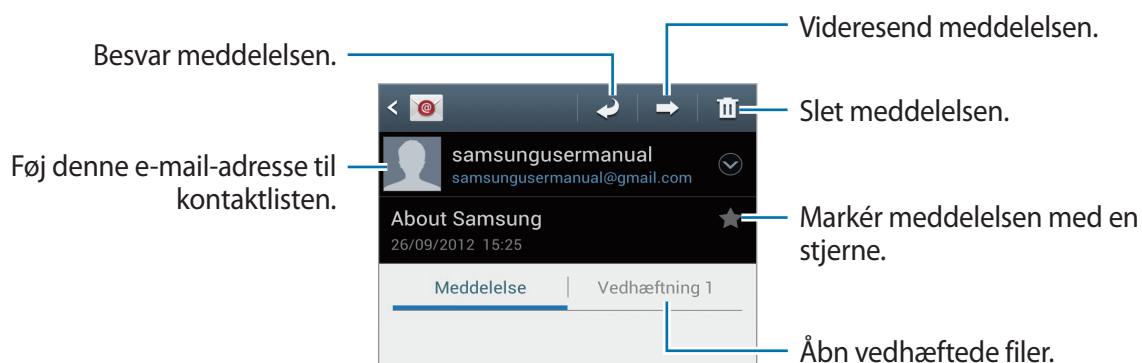 Videresend meddelelsen.
Besvar meddelelsen.
Slet meddelelsen.
Føj denne e-mail-adresse til
kontaktlisten.
samsungusermanual
samsungusermanual@gmail.com
About Samsung
26/09/2012 15:25
Markér meddelelsen med en
stjerne.
Meddelelse
Vedhæftning 1
Åbn vedhæftede filer.